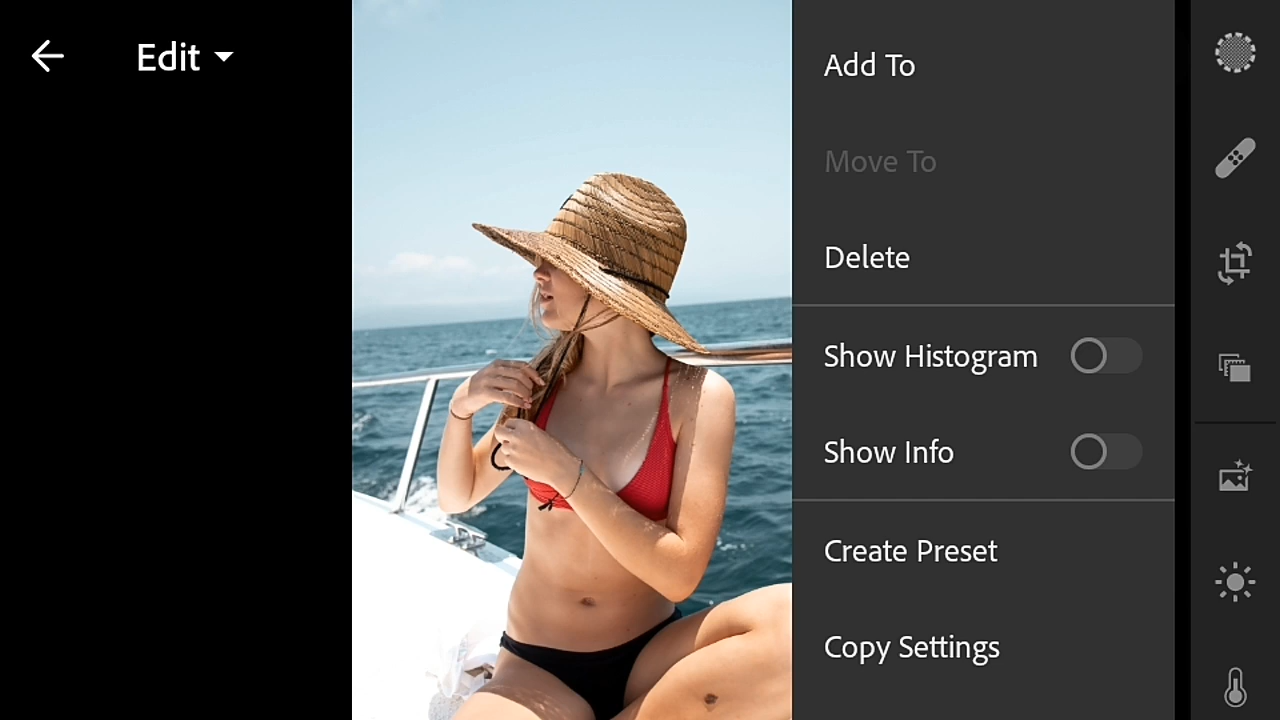 Edit
Add To
Move To
Delete
Show Histogram
Show Info
Create Preset
Copy Settings